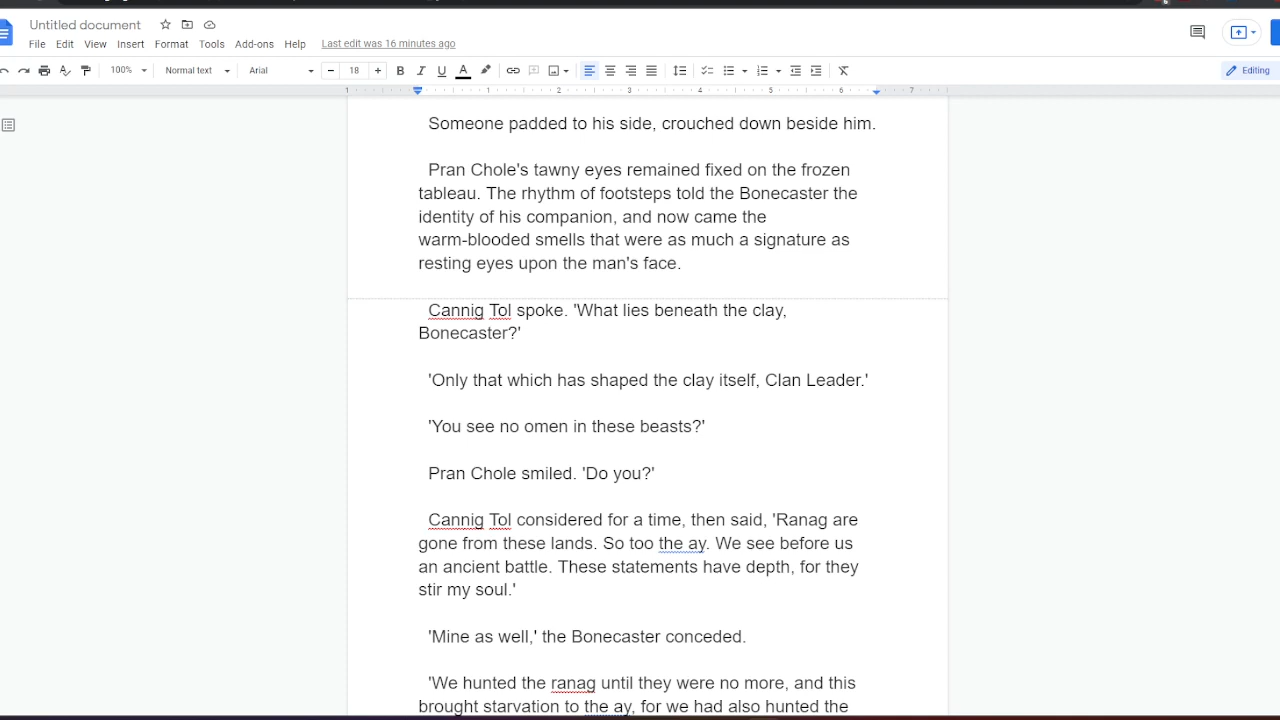 Untitled document
File Edit View Insert Format Tools Add-ons Help Last edit was 16 minutes ago
100% Normal text Arial 18 Editing
1 1 2 3 4 5 6 7
Someone padded to his side, crouched down beside him.
Pran Chole's tawny eyes remained fixed on the frozen
tableau. The rhythm of footsteps told the Bonecaster the
identity of his companion, and now came the
warm-blooded smells that were as much a signature as
resting eyes upon the man's face.
Cannig Tol spoke. 'What lies beneath the clay,
Bonecaster?'
'Only that which has shaped the clay itself, Clan Leader.'
'You see no omen in these beasts?'
Pran Chole smiled. 'Do you?'
Cannig Tol considered for a time, then said, 'Ranag are
gone from these lands. So too the ay. We see before us
an ancient battle. These statements have depth, for they
stir my soul.'
'Mine as well,' the Bonecaster conceded.
'We hunted the ranag until they were no more, and this
brought starvation to the ay, for we had also hunted the